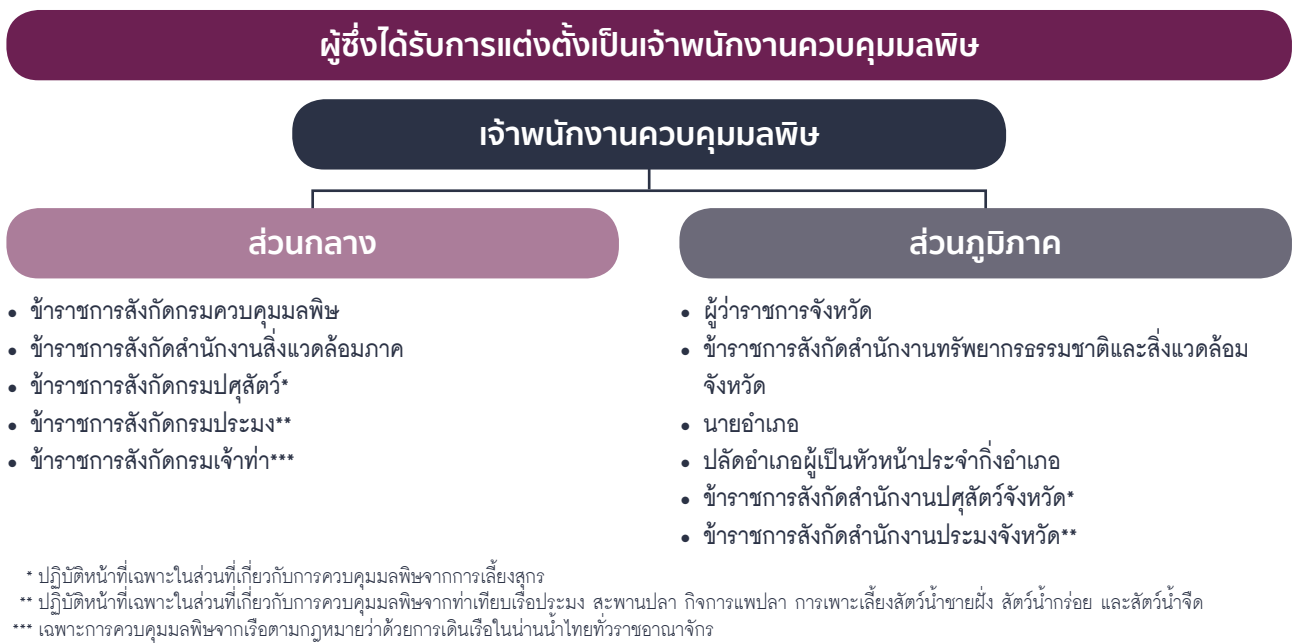 ผู้ซึ่งได้รับการแต่งตั้งเป็นเจ้าพนักงานควบคุมมลพิษ
เจ้าพนักงานควบคุมมลพิษ
ส่วนกลาง
• ข้าราชการสังกัดกรมควบคุมมลพิษ
• ข้าราชการสังกัดสำนักงานสิ่งแวดล้อมภาค
• ข้าราชการสังกัดกรมปศุสัตว์*
• ข้าราชการสังกัดกรมประมง**
• ข้าราชการสังกัดกรมเจ้าท่า***
ส่วนภูมิภาค
• ผู้ว่าราชการจังหวัด
• ข้าราชการสังกัดสำนักงานทรัพยากรธรรมชาติและสิ่งแวดล้อม
จังหวัด
• นายอำเภอ
• ปลัดอำเภอผู้เป็นหัวหน้าประจำกิ่งอำเภอ
• ข้าราชการสังกัดสำนักงานปศุสัตว์จังหวัด*
• ข้าราชการสังกัดสำนักงานประมงจังหวัด**
* ปฏิบัติหน้าที่เฉพาะในส่วนที่เกี่ยวกับการควบคุมมลพิษจากการเลี้ยงสุกร
** ปฏิบัติหน้าที่เฉพาะในส่วนที่เกี่ยวกับการควบคุมมลพิษจากท่าเทียบเรือประมง สะพานปลา กิจการแพปลา การเพาะเลี้ยงสัตว์น้ำชายฝั่ง สัตว์น้ำกร่อย และสัตว์น้ำจืด
*** เฉพาะการควบคุมมลพิษจากเรือตามกฎหมายว่าด้วยการเดินเรือในน่านน้ำไทยทั่วราชอาณาจักร